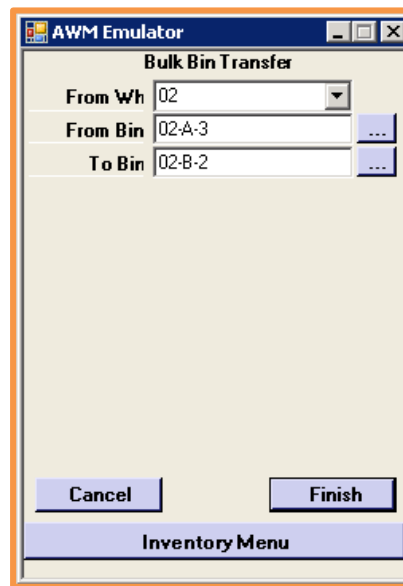 AWM Emulator
Bulk Bin Transfer
From Wh 02
From Bin 02-A-3 ...
To Bin 02-B-2 ...
Cancel Finish
Inventory Menu